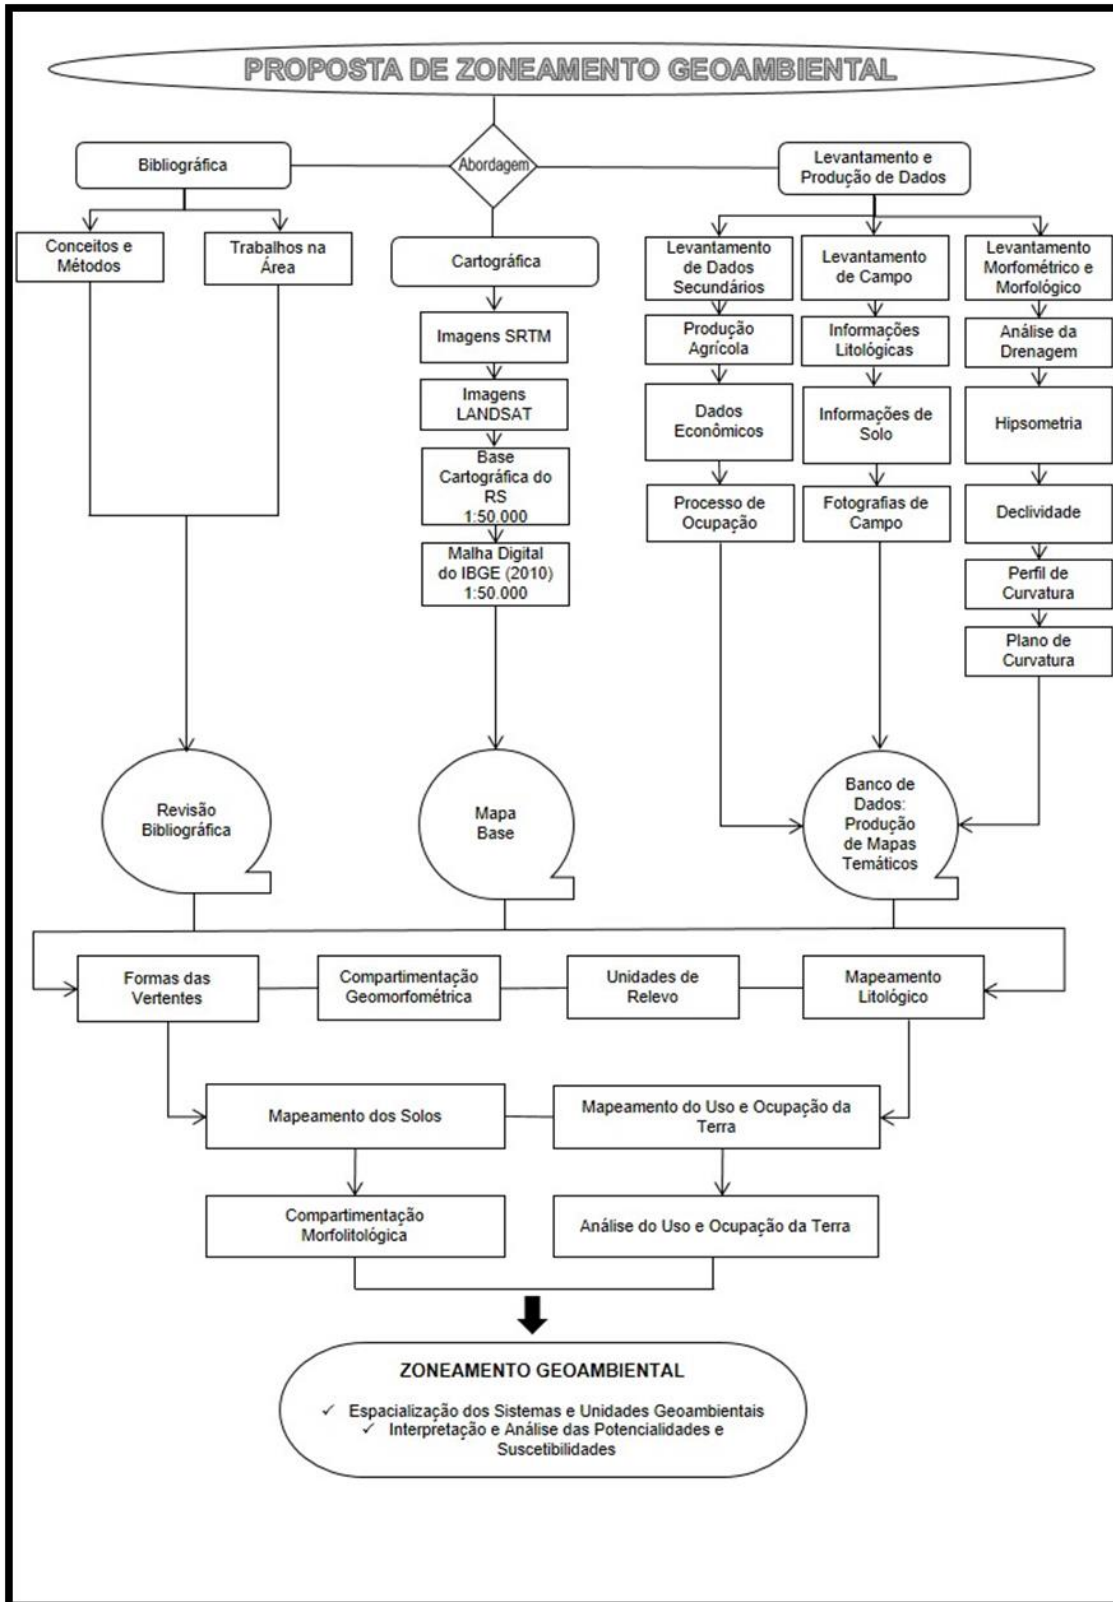 PROPOSTA DE ZONEAMENTO GEOAMBIENTAL
Abordagem
Bibliográfica
Levantamento e
Produção de Dados
Conceitos e
Métodos
Trabalhos na
Área
Cartográfica
Imagens SRTM
Imagens
LANDSAT
Base
Cartográfica do
RS
1:50.000
Malha Digital
do IBGE (2010)
1:50.000
Levantamento
de Dados
Secundários
Produção
Agrícola
Dados
Econômicos
Processo de
Ocupação
Levantamento
de Campo
Informações
Litológicas
Informações de
Solo
Fotografias de
Campo
Levantamento
Morfométrico e
Morfológico
Análise da
Drenagem
Hipsometria
Declividade
Perfil de
Curvatura
Plano de
Curvatura
Revisão
Bibliográfica
Mapa
Base
Banco de
Dados:
Produção
de Mapas
Temáticos
Formas das
Vertentes
Compartimentação
Geomorfométrica
Unidades de
Relevo
Mapeamento
Litológico
Mapeamento dos Solos
Mapeamento do Uso e Ocupação da
Terra
Compartimentação
Morfolitológica
Análise do Uso e Ocupação da Terra
ZONEAMENTO GEOAMBIENTAL
✓ Espacialização dos Sistemas e Unidades Geoambientais
✓ Interpretação e Análise das Potencialidades e
Suscetibilidades